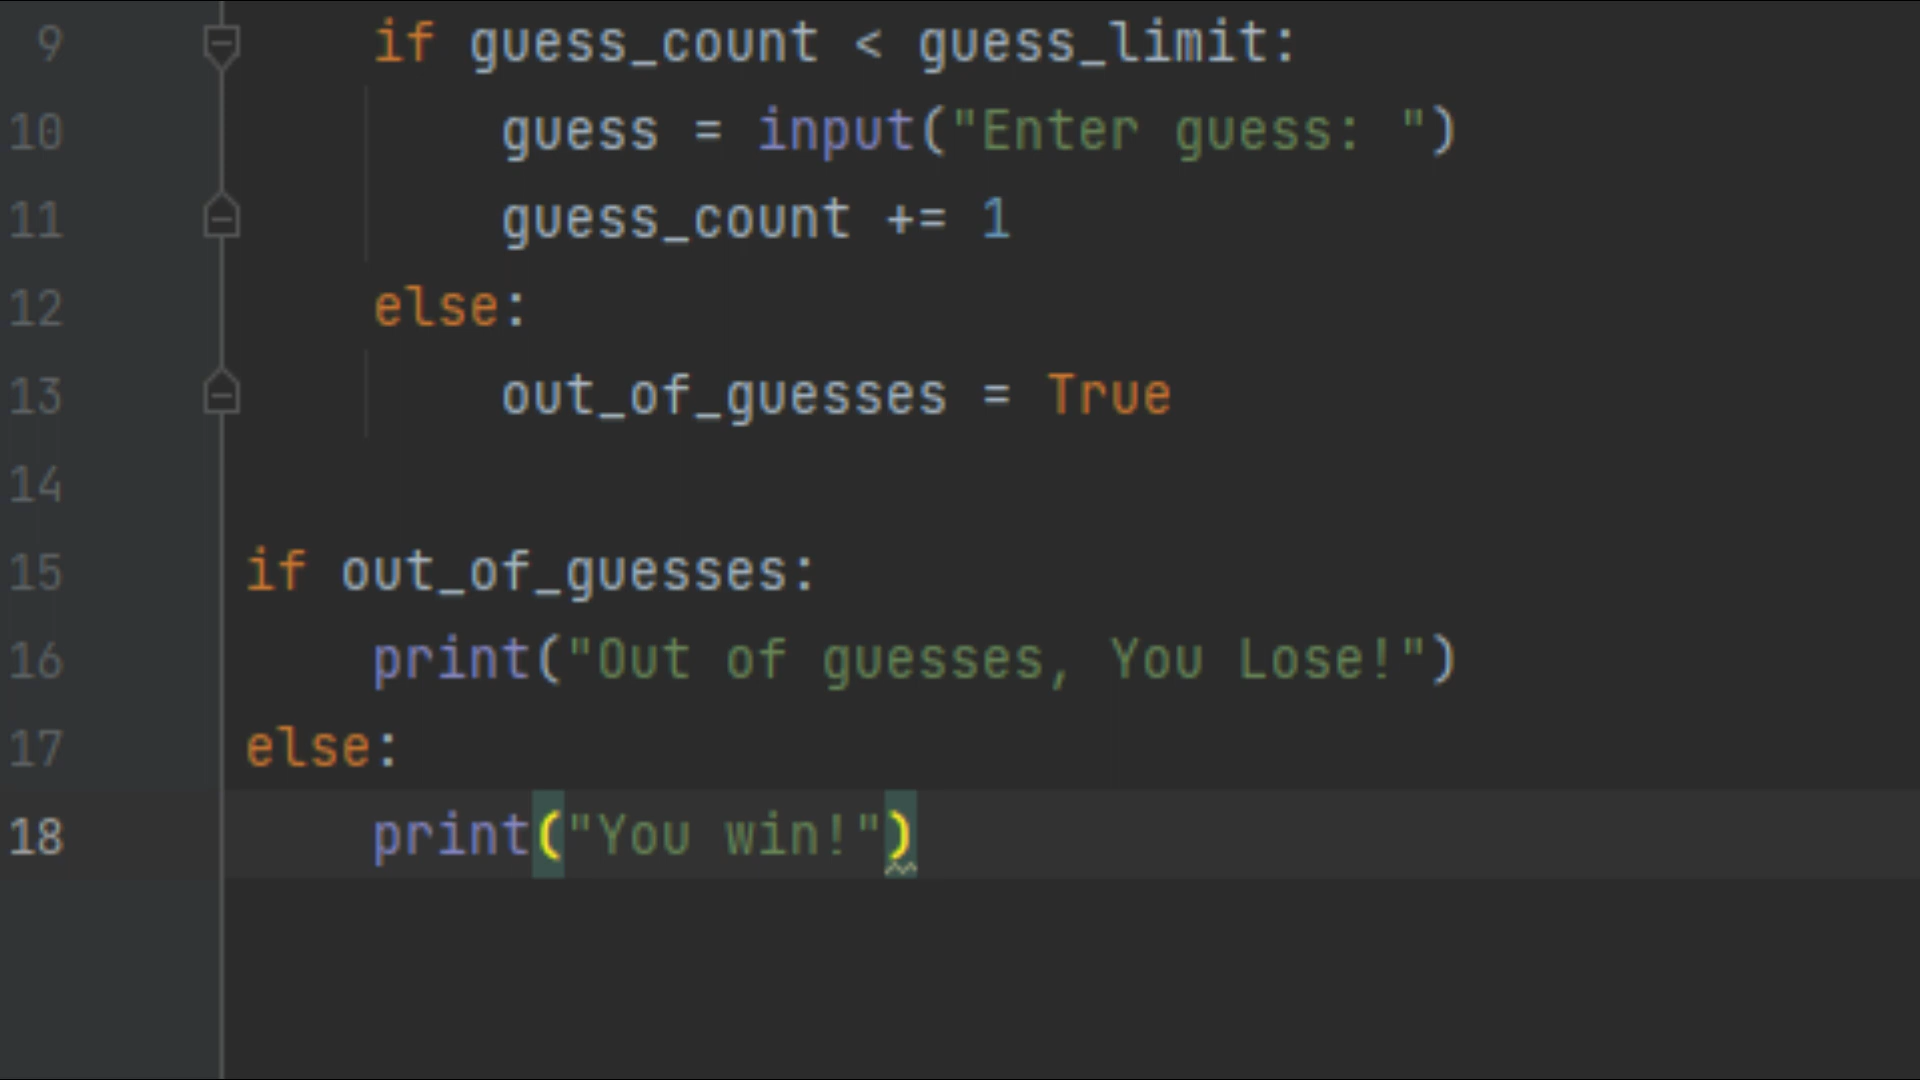 9 if guess_count < guess_limit:
10 guess = input("Enter guess: ")
11 guess_count += 1
12 else:
13 out_of_guesses = True
14
15 if out_of_guesses:
16 print("Out of guesses, You Lose!")
17 else:
18 print("You win!")